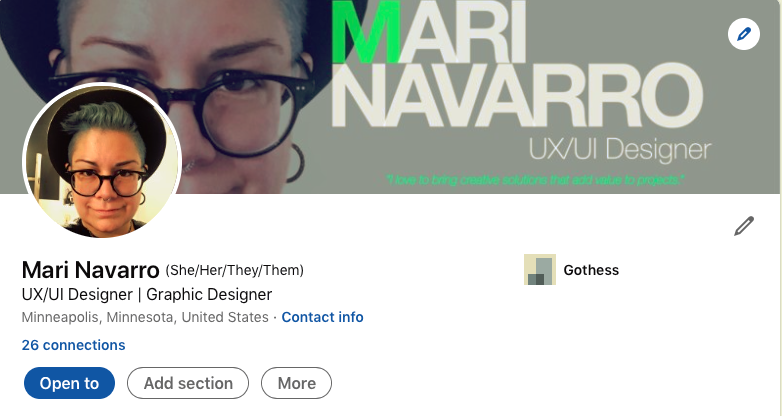 MARI
NAVARRO
UX/UI Designer
"I love to bring creative solutions that add value to projects."
Mari Navarro (She/Her/They/Them)
Gothess
UX/UI Designer | Graphic Designer
Minneapolis, Minnesota, United States · Contact info
26 connections
Open to
Add section
More